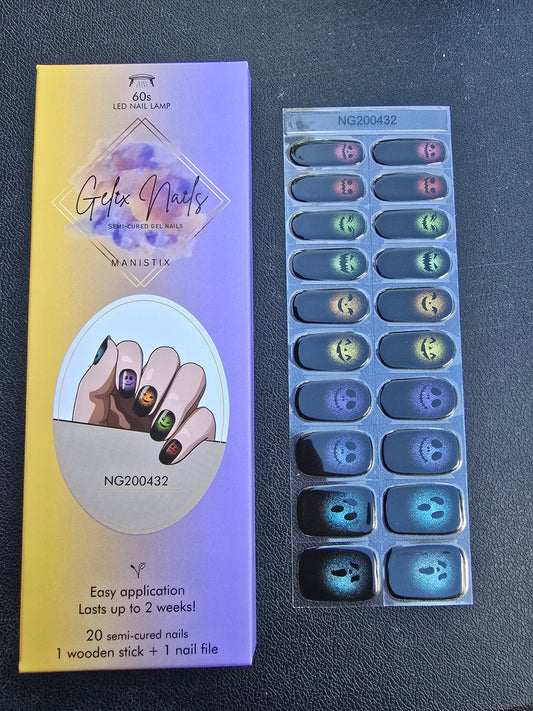 60s
LED NAIL LAMP
Gelix Nails
SEMI-CURED GEL NAILS
MANISTIX
NG200432
Easy application
Lasts up to 2 weeks!
20 semi-cured nails
1 wooden stick + 1 nail file
NG200432